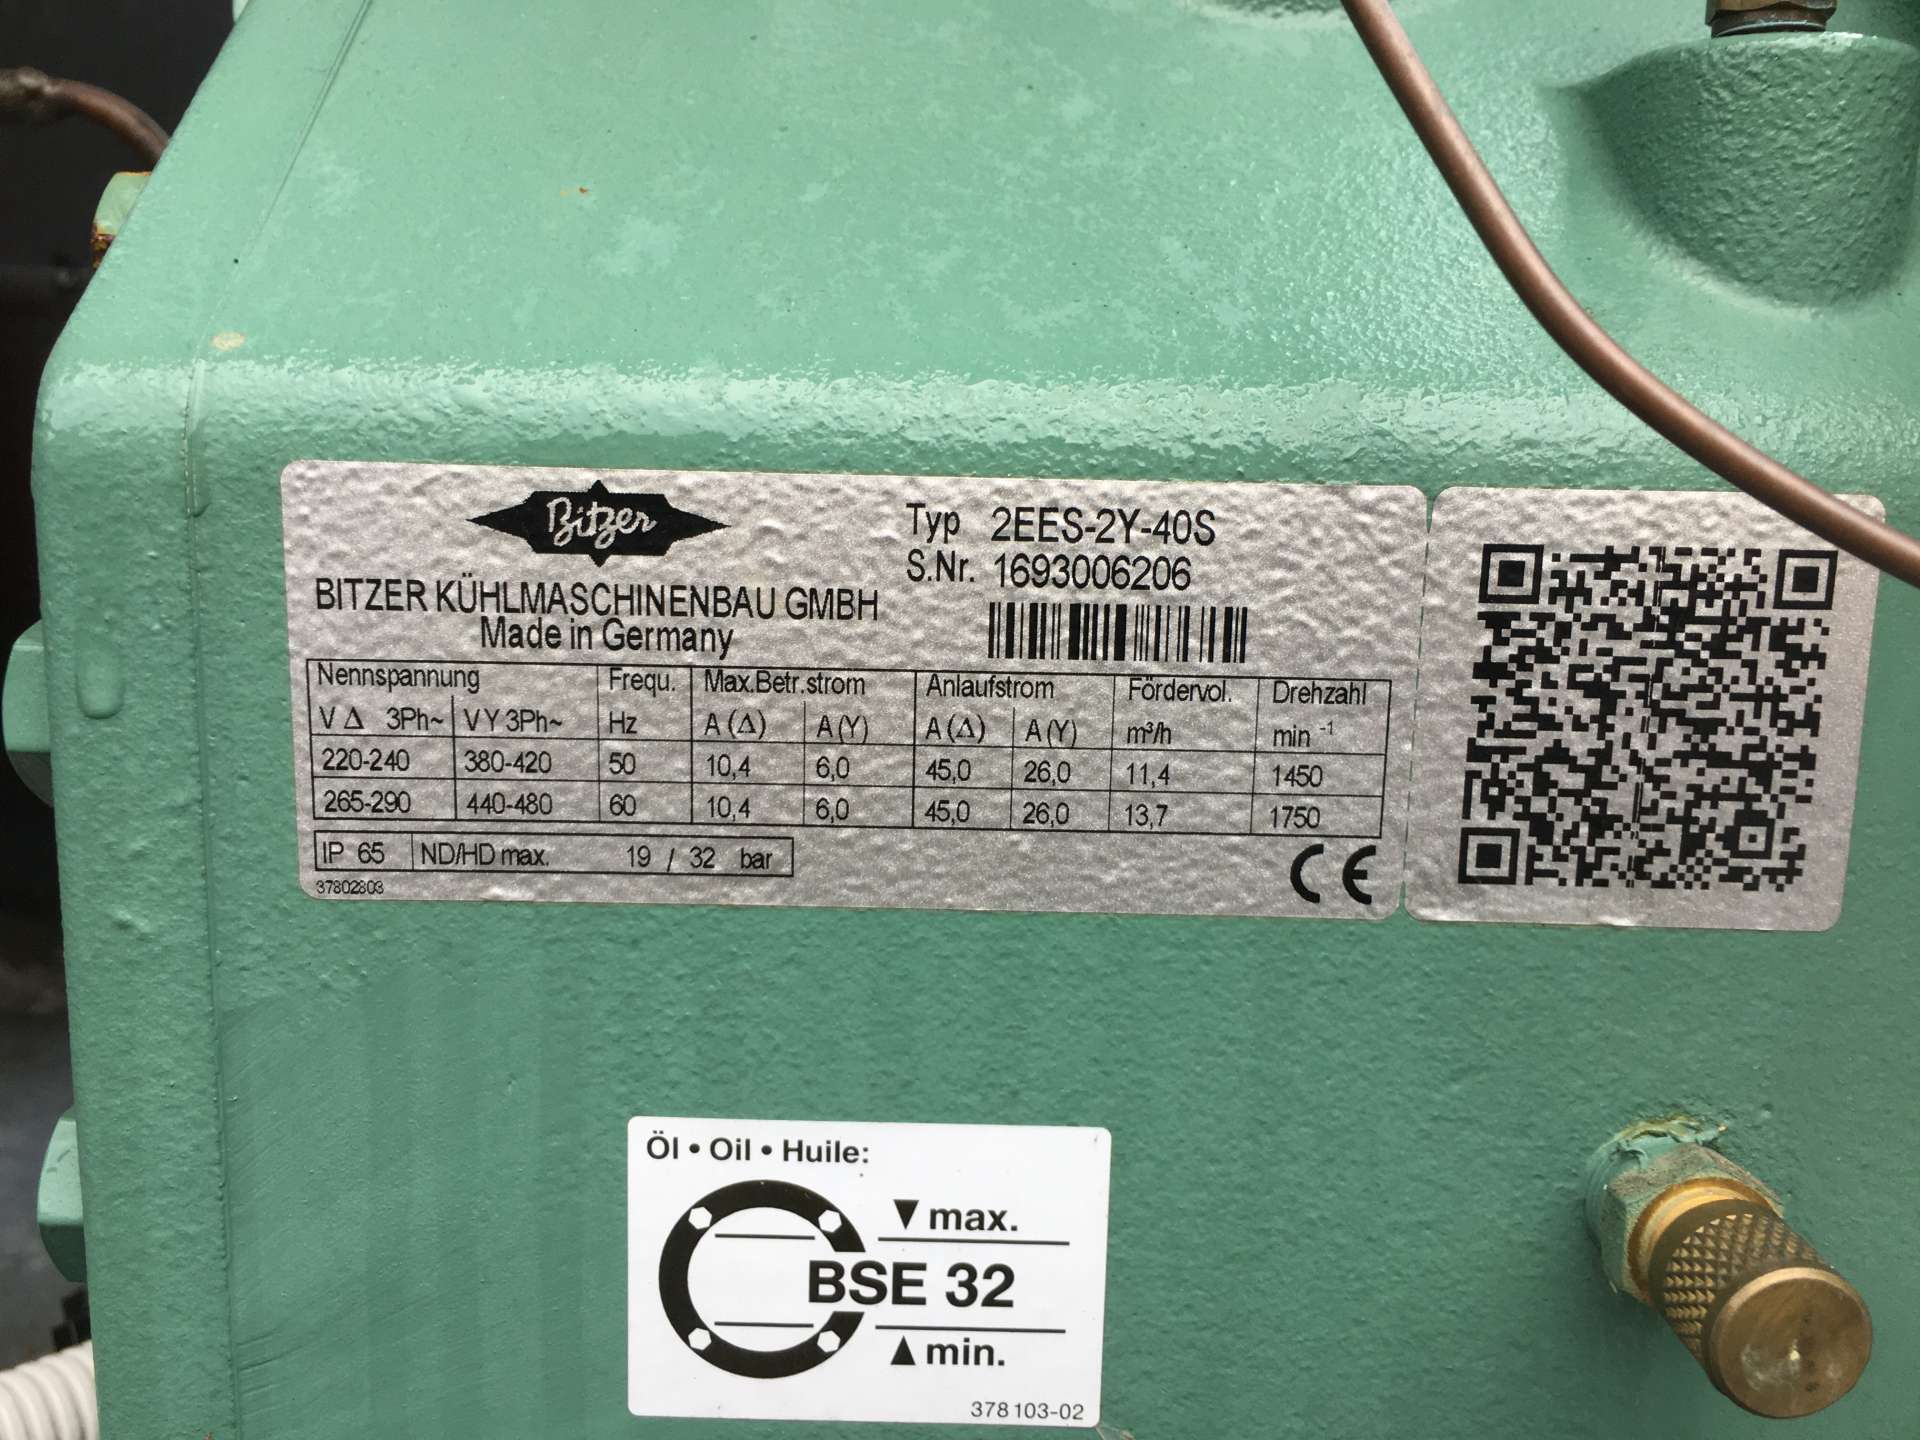 Bitzer
BITZER KÜHLMASCHINENBAU GMBH
Made in Germany
Typ 2EES-2Y-40S
S.Nr. 1693006206
Nennspannung Frequ. Max.Betr.strom Anlaufstrom Fördervol. Drehzahl
V Δ 3Ph~ V Y 3Ph~ Hz A (Δ) A (Y) A (Δ) A (Y) m³/h min -1
220-240 380-420 50 10,4 6,0 45,0 26,0 11,4 1450
265-290 440-480 60 10,4 6,0 45,0 26,0 13,7 1750
IP 65 ND/HD max. 19 / 32 bar
37802803
CE
Öl • Oil • Huile:
▼ max.
BSE 32
▲ min.
378 103-02